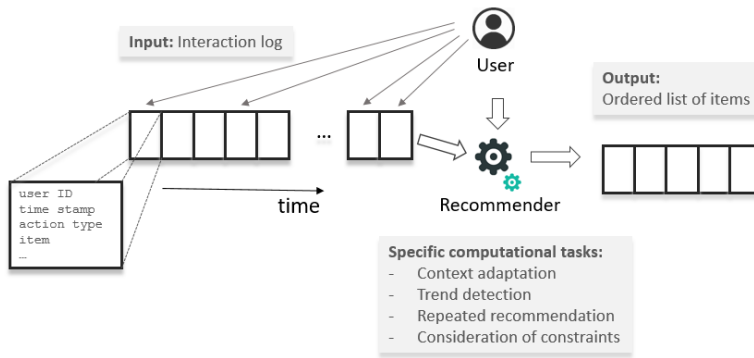 Input: Interaction log
User
Output:
Ordered list of items
...
user ID
time stamp
action type
item
…
time
Recommender
Specific computational tasks:
- Context adaptation
- Trend detection
- Repeated recommendation
- Consideration of constraints